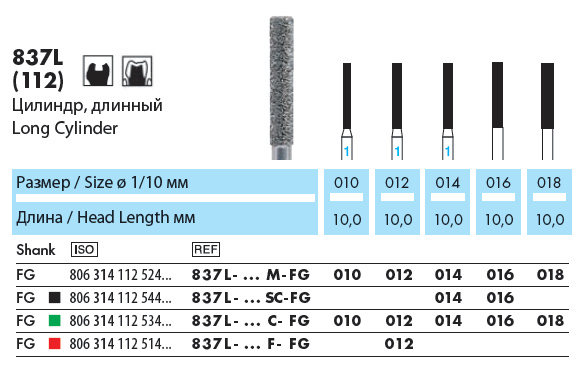 837L
(112)
Цилиндр, длинный
Long Cylinder
1 1 1
Размер / Size ø 1/10 мм 010 012 014 016 018
Длина / Head Length мм 10,0 10,0 10,0 10,0 10,0
Shank ISO REF
FG 806 314 112 524... 837L- ... M-FG 010 012 014 016 018
FG 806 314 112 544... 837L- ... SC-FG 014 016
FG 806 314 112 534... 837L- ... C- FG 010 012 014 016 018
FG 806 314 112 514... 837L- ... F- FG 012